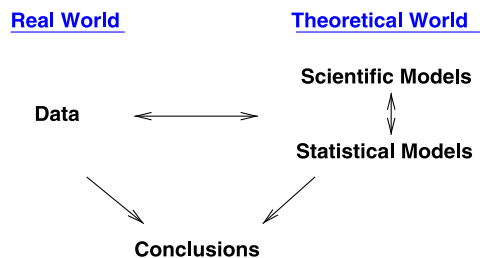 Real World
Theoretical World
Scientific Models
Data
Statistical Models
Conclusions